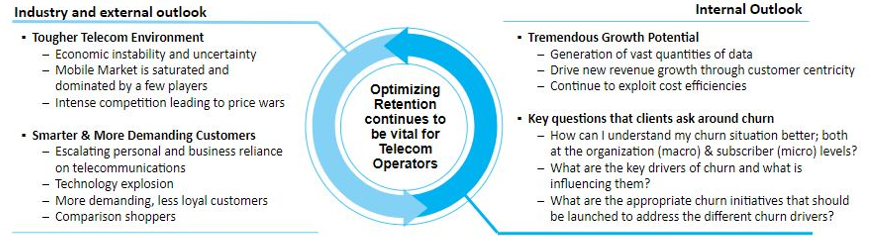 Industry and external outlook
▪ Tougher Telecom Environment
– Economic instability and uncertainty
– Mobile Market is saturated and
dominated by a few players
– Intense competition leading to price wars
▪ Smarter & More Demanding Customers
– Escalating personal and business reliance
on telecommunications
– Technology explosion
– More demanding, less loyal customers
– Comparison shoppers
Optimizing
Retention
continues to
be vital for
Telecom
Operators
Internal Outlook
▪ Tremendous Growth Potential
– Generation of vast quantities of data
– Drive new revenue growth through customer centricity
– Continue to exploit cost efficiencies
▪ Key questions that clients ask around churn
– How can I understand my churn situation better; both
at the organization (macro) & subscriber (micro) levels?
– What are the key drivers of churn and what is
influencing them?
– What are the appropriate churn initiatives that should
be launched to address the different churn drivers?